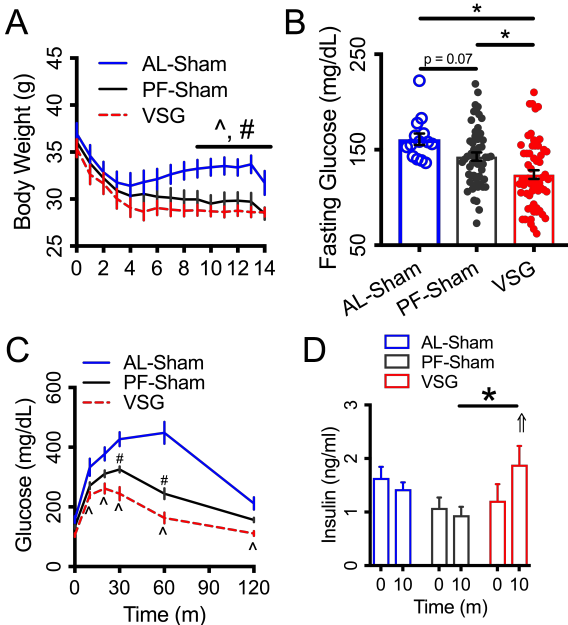 A
45
40
35
30
25
Body Weight (g)
AL-Sham
PF-Sham
VSG
^, #
0 2 4 6 8 10 12 14
B
*
*
p = 0.07
250
150
50
Fasting Glucose (mg/dL)
AL-Sham
PF-Sham
VSG
C
AL-Sham
PF-Sham
VSG
600
400
200
0
Glucose (mg/dL)
#
#
^ ^ ^ ^ ^
0 30 60 90 120
Time (m)
D
AL-Sham
PF-Sham
VSG
*
⇑
3
2
1
0
Insulin (ng/ml)
0 10 0 10 0 10
Time (m)